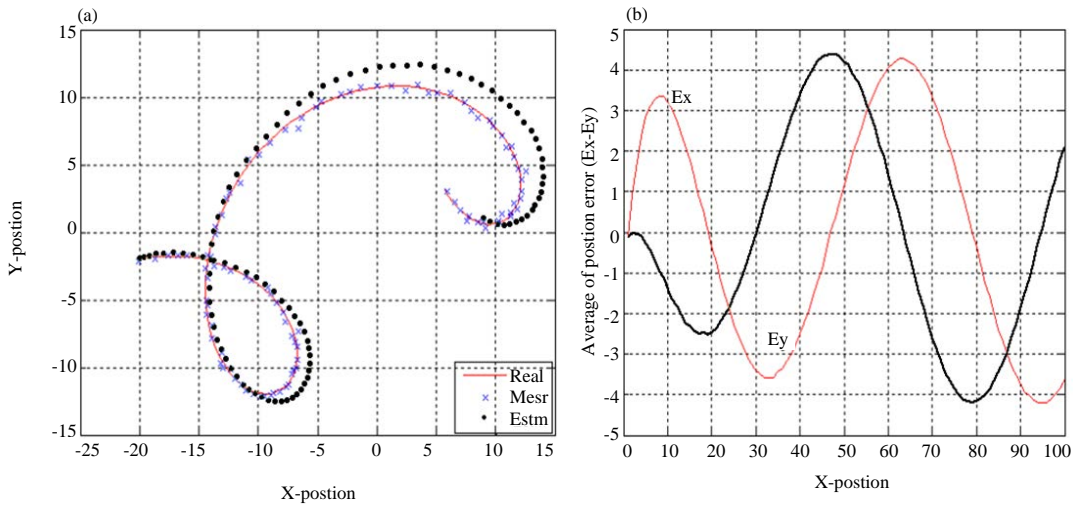 (a)
15
10
5
0
-5
-10
-15
Y-postion
-25 -20 -15 -10 -5 0 5 10 15
X-postion
Real
Mesr
Estm
(b)
5
4
3
2
1
0
-1
-2
-3
-4
-5
Average of postion error (Ex-Ey)
Ex
Ey
0 10 20 30 40 50 60 70 80 90 100
X-postion